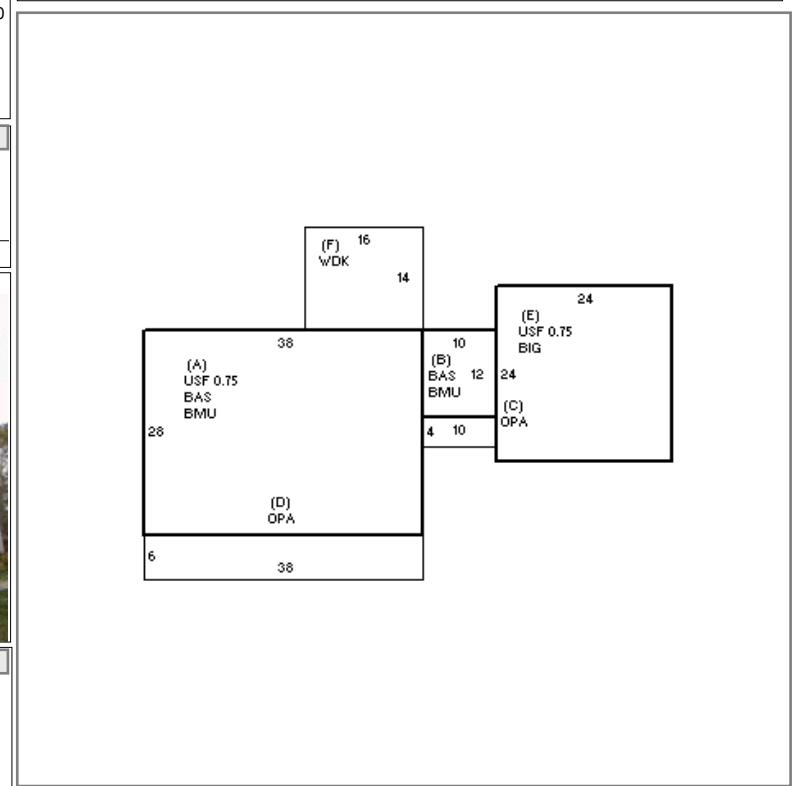 (F) 16
WDK
14
24
(E)
USF 0.75
BIG
38
10
(A)
USF 0.75
BAS
BMU
(B)
BAS 12
BMU
24
(C)
OPA
28
4 10
(D)
OPA
6
38